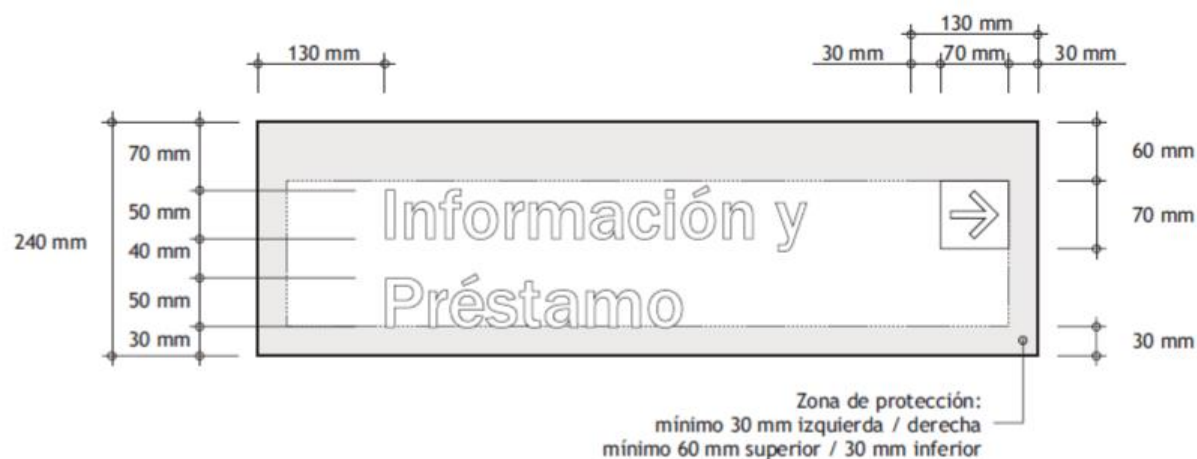 130 mm
130 mm
30 mm
70 mm
30 mm
70 mm
50 mm
240 mm
40 mm
50 mm
30 mm
Información y
Préstamo
60 mm
70 mm
30 mm
Zona de protección:
mínimo 30 mm izquierda / derecha
mínimo 60 mm superior / 30 mm inferior